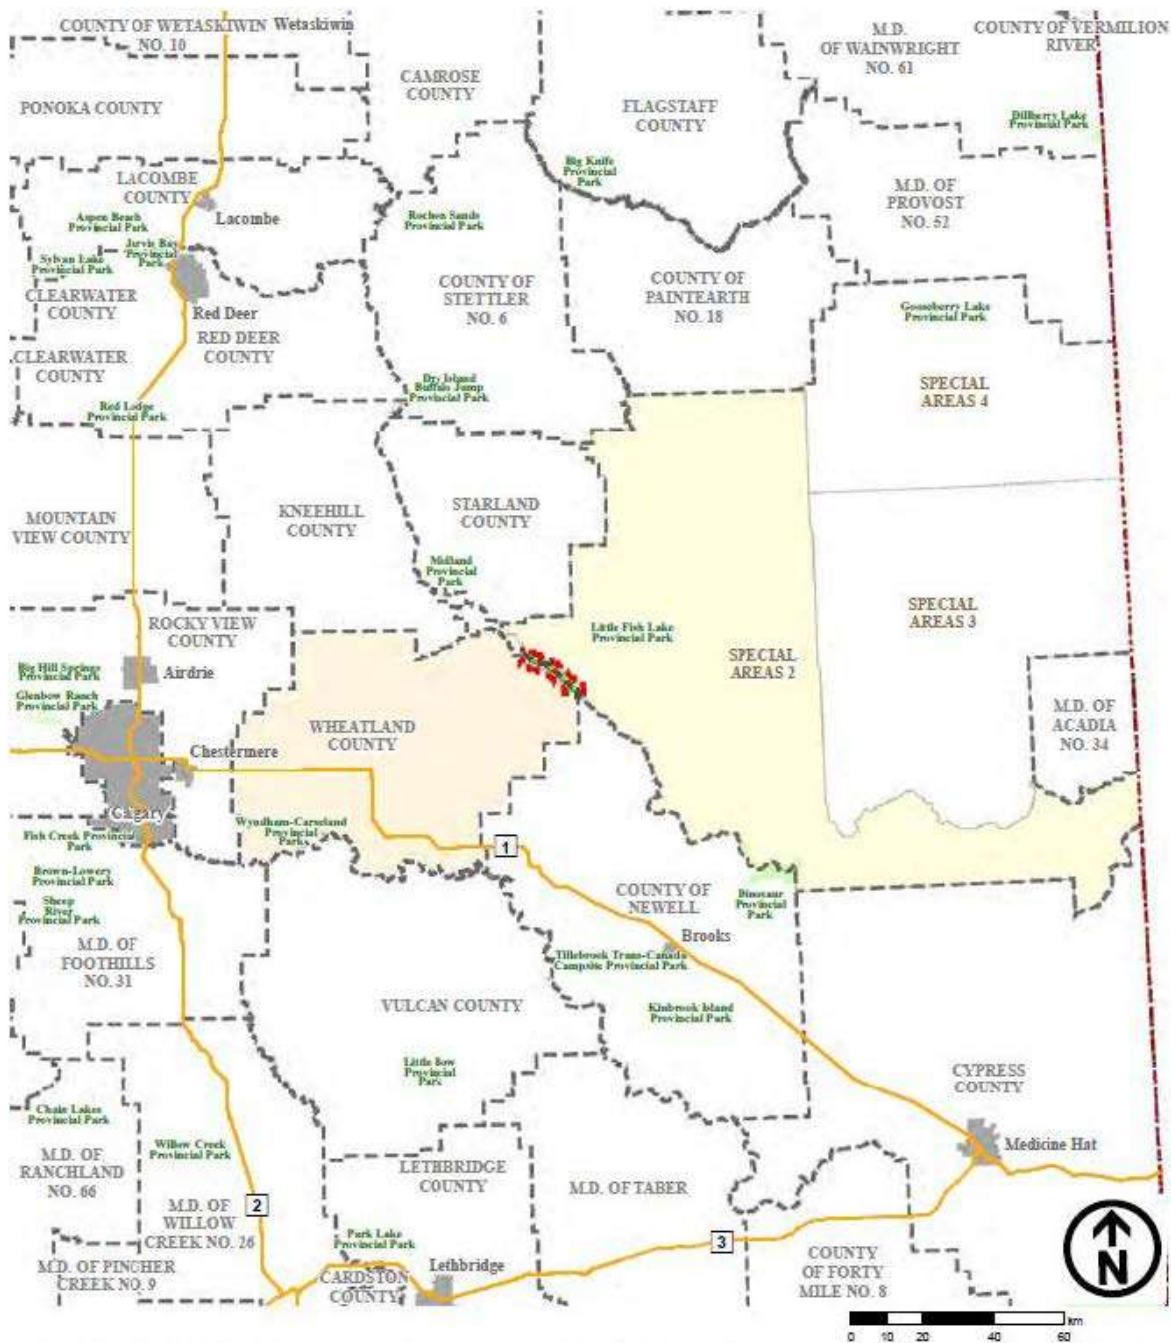 COUNTY OF WETASKIWIN
NO. 10
Wetaskiwin
M.D.
OF WAINWRIGHT
NO. 61
COUNTY OF VERMILION
RIVER
CAMROSE
COUNTY
PONOKA COUNTY
FLAGSTAFF
COUNTY
Dillberry Lake
Provincial Park
Big Knife
Provincial
Park
LACOMBE
COUNTY
Lacombe
M.D. OF
PROVOST
NO. 52
Aspen Beach
Provincial Park
Rochon Sands
Provincial Park
Jarvis Bay
Provincial
Park
Sylvan Lake
Provincial Park
CLEARWATER
COUNTY
COUNTY OF
STETTLER
NO. 6
COUNTY OF
PAINTEARTH
NO. 18
Gooseberry Lake
Provincial Park
Red Deer
RED DEER
COUNTY
CLEARWATER
COUNTY
Dry Island
Buffalo Jump
Provincial Park
SPECIAL
AREAS 4
Red Lodge
Provincial Park
MOUNTAIN
VIEW COUNTY
KNEEHILL
COUNTY
STARLAND
COUNTY
Midland
Provincial
Park
ROCKY VIEW
COUNTY
Little Fish Lake
Provincial Park
SPECIAL
AREAS 3
SPECIAL
AREAS 2
Big Hill Springs
Provincial Park
Airdrie
Glenbow Ranch
Provincial Park
M.D. OF
ACADIA
NO. 34
WHEATLAND
COUNTY
Chestermere
Calgary
Fish Creek Provincial
Park
Wyndham-Carseland
Provincial
Park
1
Brown-Lowery
Provincial Park
Sheep
River
Provincial Park
COUNTY OF
NEWELL
Dinosaur
Provincial
Park
Brooks
M.D. OF
FOOTHILLS
NO. 31
Tillebrook Trans-Canada
Campsite Provincial Park
VULCAN COUNTY
Kinbrook Island
Provincial Park
Little Bow
Provincial
Park
CYPRESS
COUNTY
Chain Lakes
Provincial Park
Willow Creek
Provincial Park
Medicine Hat
M.D. OF
RANCHLAND
NO. 66
LETHBRIDGE
COUNTY
M.D. OF TABER
2
M.D. OF
WILLOW
CREEK NO. 26
3
Park Lake
Provincial Park
M.D. OF PINCHER
CREEK NO. 9
Lethbridge
CARDSTON
COUNTY
COUNTY
OF FORTY
MILE NO. 8
N
km
0 10 20 40 60